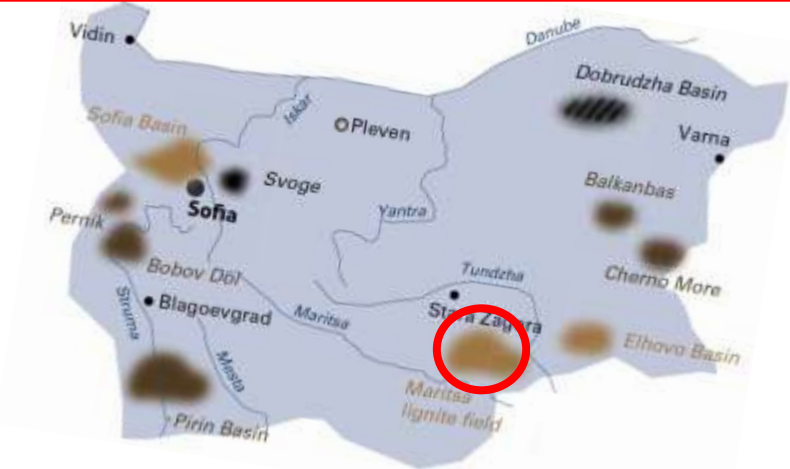 Danube
Vidin
Dobrudzha Basin
Sofia Basin
Iskar
Pleven
Varna
Svoge
Balkanbas
Sofia
Yantra
Pernik
Bobov Dol
Tundzha
Cherno More
Struma
Blagoevgrad
Maritsa
Stara Zagora
Elhovo Basin
Mesta
Maritsa
lignite field
Pirin Basin